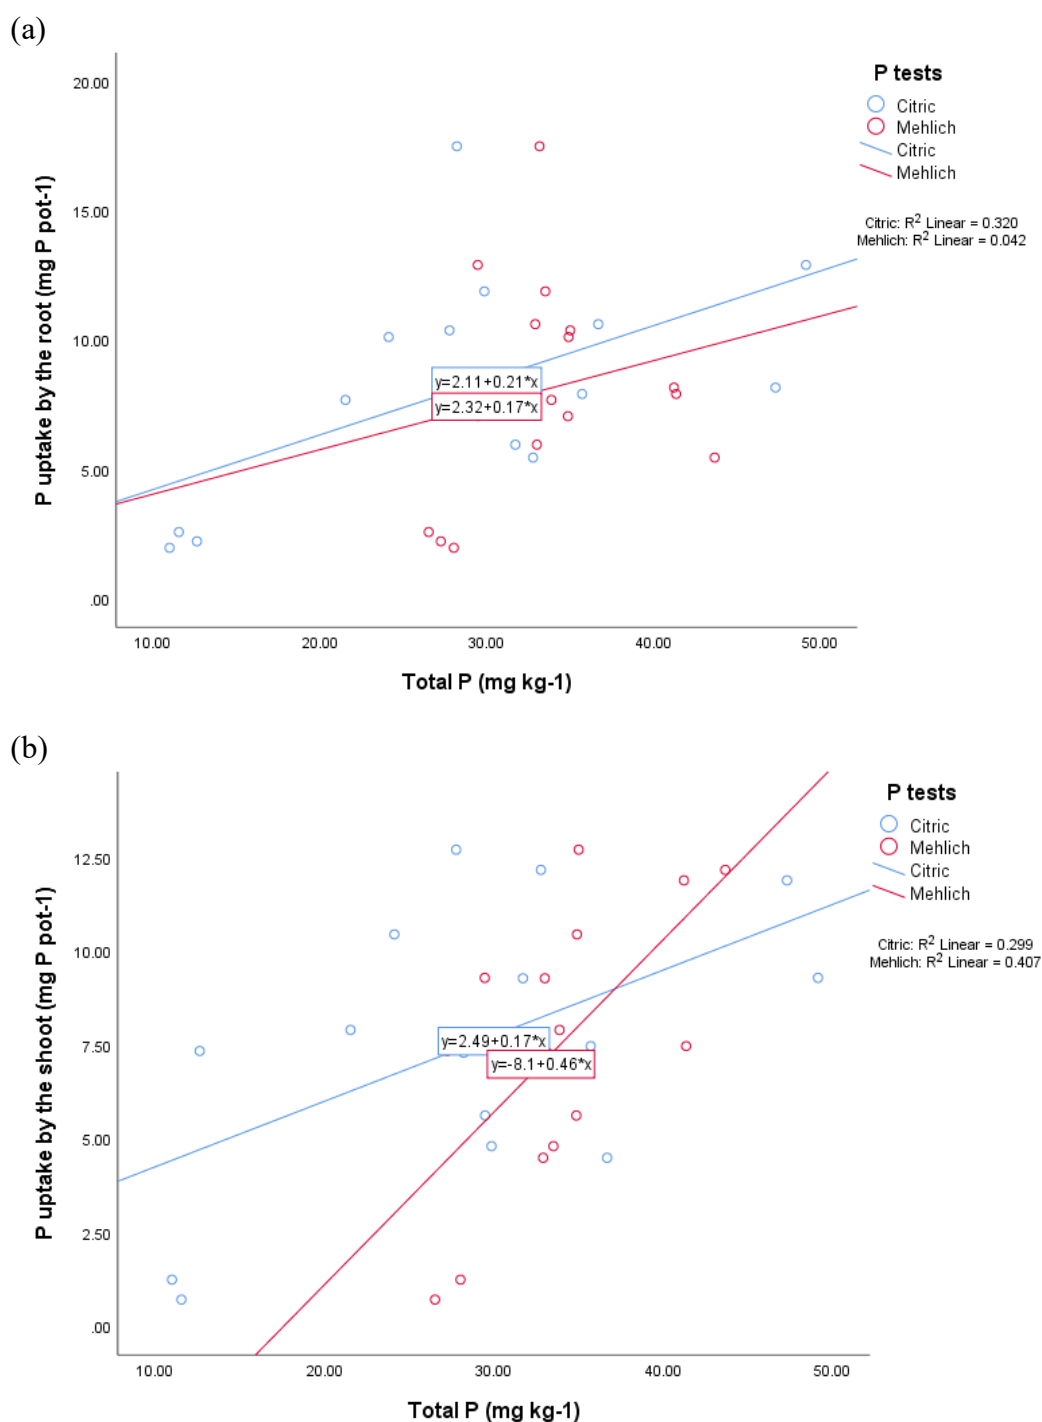 (a)
20.00
15.00
10.00
5.00
.00
P uptake by the root (mg P pot-1)
y=2.11+0.21*x
y=2.32+0.17*x
10.00 20.00 30.00 40.00 50.00
Total P (mg kg-1)
P tests
Citric
Mehlich
Citric
Mehlich
Citric: R2 Linear = 0.320
Mehlich: R2 Linear = 0.042
(b)
12.50
10.00
7.50
5.00
2.50
.00
P uptake by the shoot (mg P pot-1)
y=2.49+0.17*x
y=-8.1+0.46*x
10.00 20.00 30.00 40.00 50.00
Total P (mg kg-1)
P tests
Citric
Mehlich
Citric
Mehlich
Citric: R2 Linear = 0.299
Mehlich: R2 Linear = 0.407